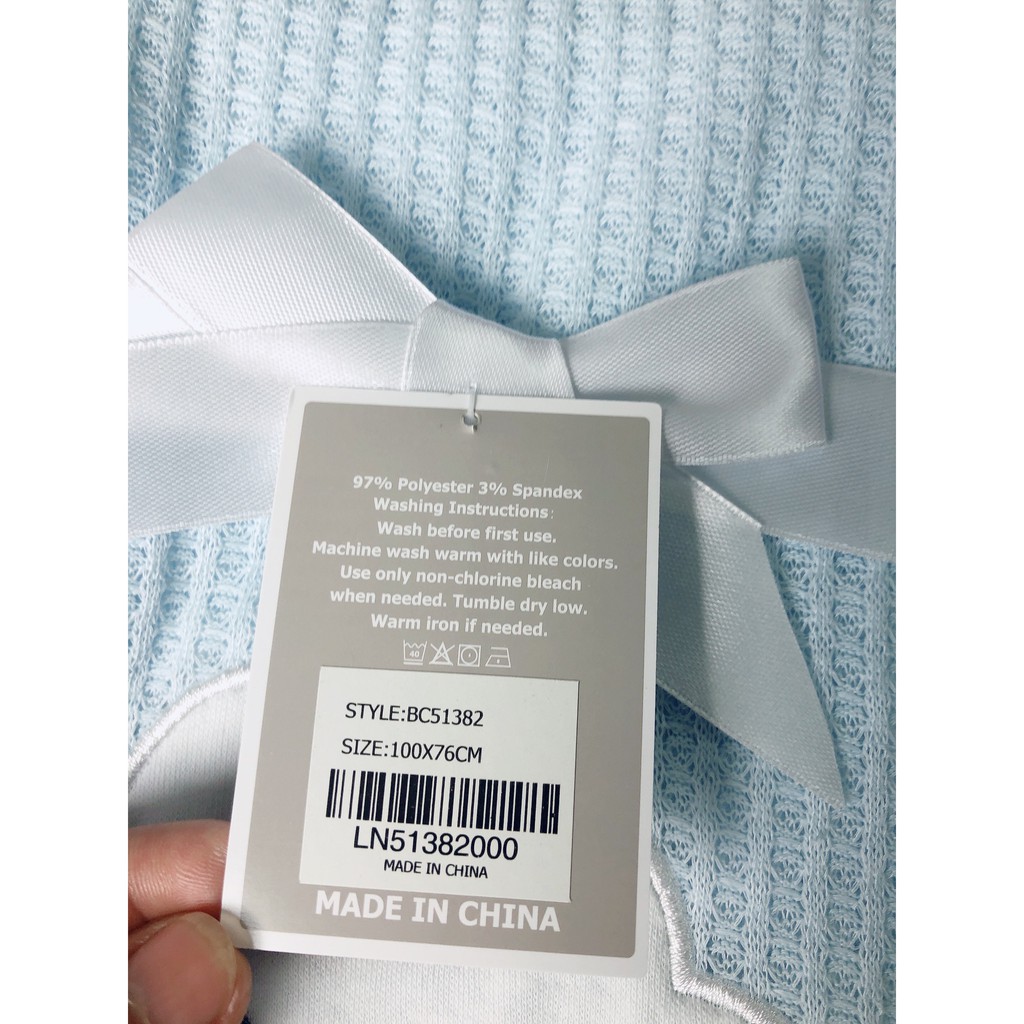 97% Polyester 3% Spandex
Washing Instructions:
Wash before first use.
Machine wash warm with like colors.
Use only non-chlorine bleach
when needed. Tumble dry low.
Warm iron if needed.
40
STYLE:BC51382
SIZE:100X76CM
LN51382000
MADE IN CHINA
MADE IN CHINA